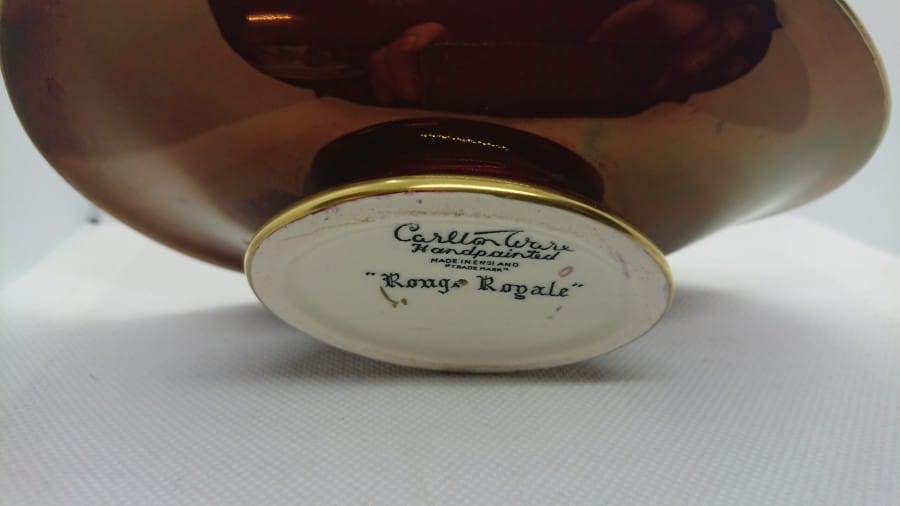 Carlton Ware
Handpainted
MADE IN ENGLAND
"TRADE MARK"
"Rouge Royale"